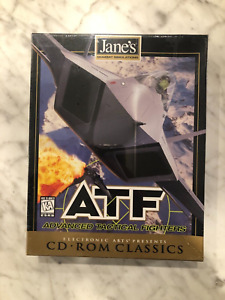 Jane's
COMBAT SIMULATIONS
ATF
ADVANCED TACTICAL FIGHTERS
ELECTRONIC ARTS PRESENTS
CD-ROM CLASSICS